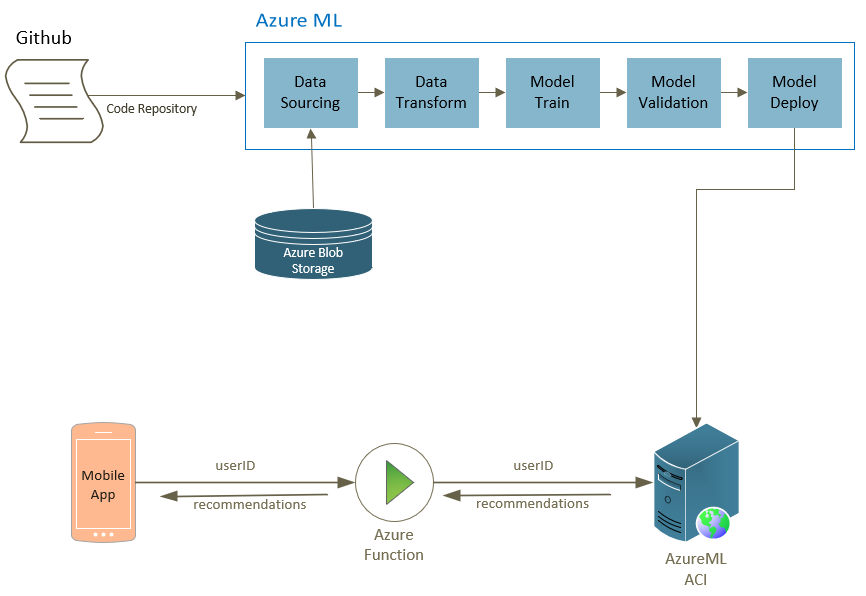 Azure ML
Github
Code Repository
Data
Sourcing
Data
Transform
Model
Train
Model
Validation
Model
Deploy
Azure Blob
Storage
Mobile
App
userID
recommendations
Azure
Function
userID
recommendations
AzureML
ACI